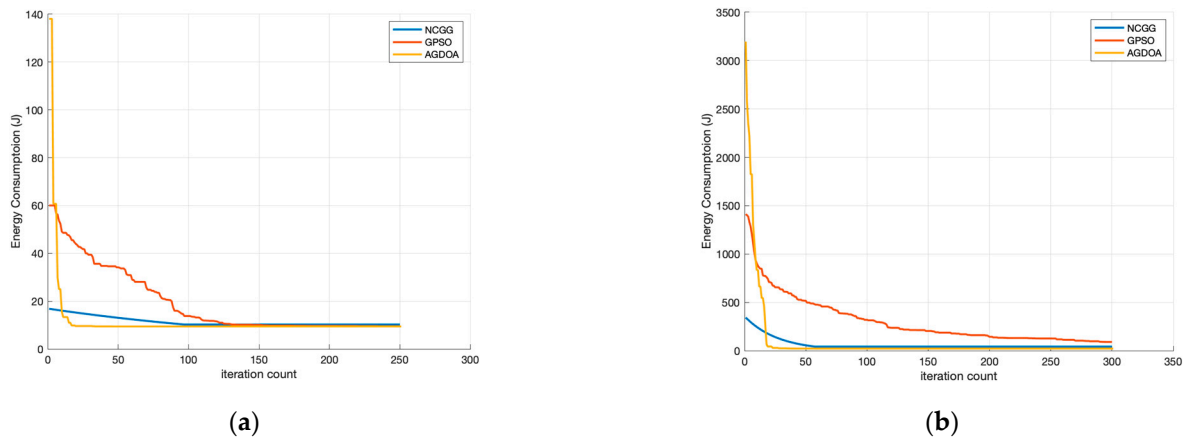 140
120
100
80
60
40
20
0
Energy Consumptoion (J)
NCGG
GPSO
AGDOA
0 50 100 150 200 250 300
iteration count
(a)
3500
3000
2500
2000
1500
1000
500
0
Energy Consumptoion (J)
NCGG
GPSO
AGDOA
0 50 100 150 200 250 300 350
iteration count
(b)